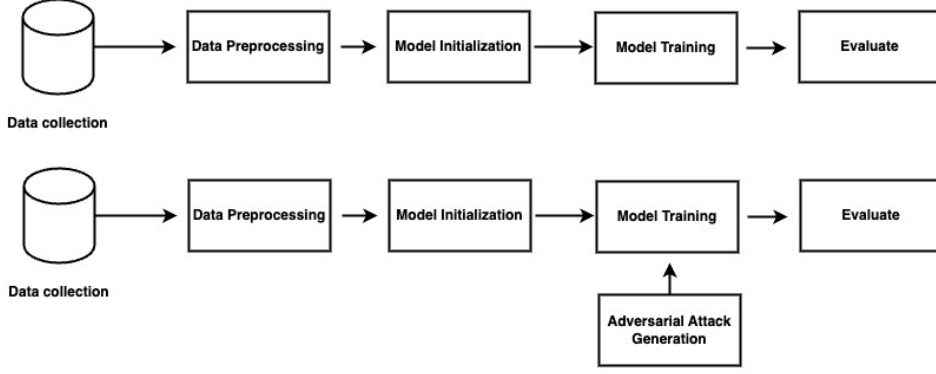 Data Preprocessing
Model Initialization
Model Training
Evaluate
Data collection
Data Preprocessing
Model Initialization
Model Training
Evaluate
Data collection
Adversarial Attack
Generation